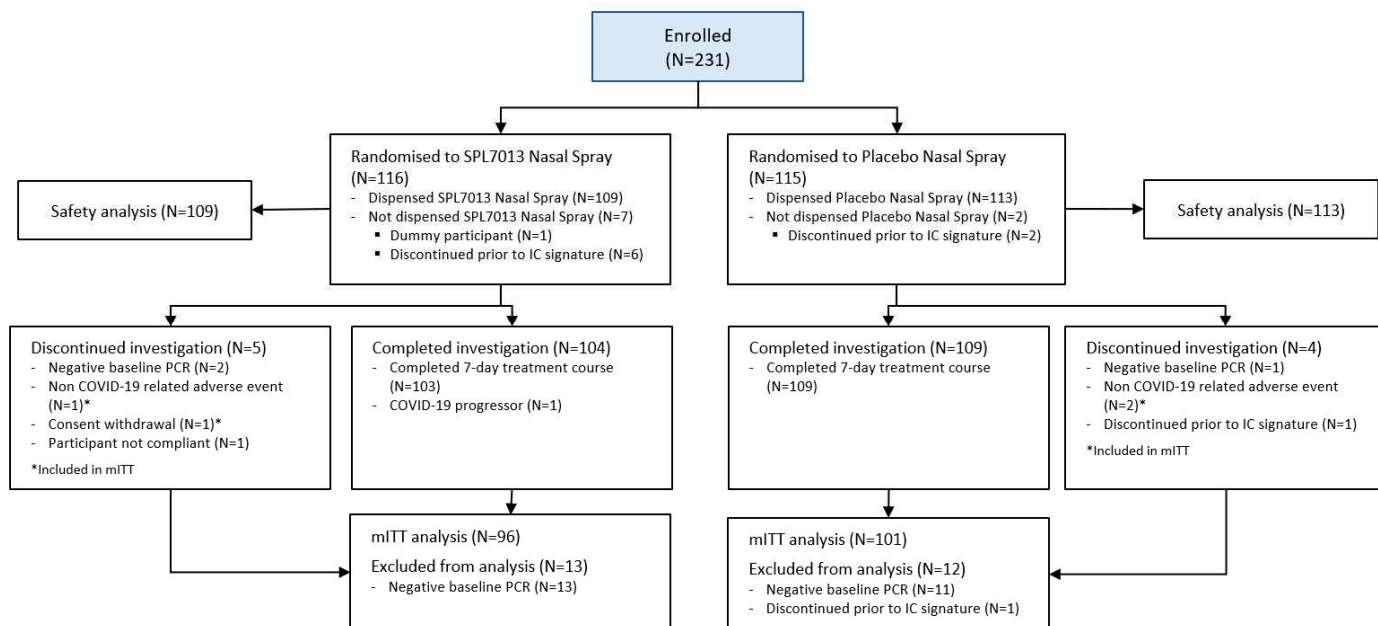 Enrolled
(N=231)
Randomised to SPL7013 Nasal Spray
(N=116)
- Dispensed SPL7013 Nasal Spray (N=109)
- Not dispensed SPL7013 Nasal Spray (N=7)
▪ Dummy participant (N=1)
▪ Discontinued prior to IC signature (N=6)
Randomised to Placebo Nasal Spray
(N=115)
- Dispensed Placebo Nasal Spray (N=113)
- Not dispensed Placebo Nasal Spray (N=2)
▪ Discontinued prior to IC signature (N=2)
Safety analysis (N=109)
Safety analysis (N=113)
Discontinued investigation (N=5)
- Negative baseline PCR (N=2)
- Non COVID-19 related adverse event
(N=1)*
- Consent withdrawal (N=1)*
- Participant not compliant (N=1)
*Included in mITT
Completed investigation (N=104)
- Completed 7-day treatment course
(N=103)
- COVID-19 progressor (N=1)
Completed investigation (N=109)
- Completed 7-day treatment course
(N=109)
Discontinued investigation (N=4)
- Negative baseline PCR (N=1)
- Non COVID-19 related adverse event
(N=2)*
- Discontinued prior to IC signature (N=1)
*Included in mITT
mITT analysis (N=96)
Excluded from analysis (N=13)
- Negative baseline PCR (N=13)
mITT analysis (N=101)
Excluded from analysis (N=12)
- Negative baseline PCR (N=11)
- Discontinued prior to IC signature (N=1)